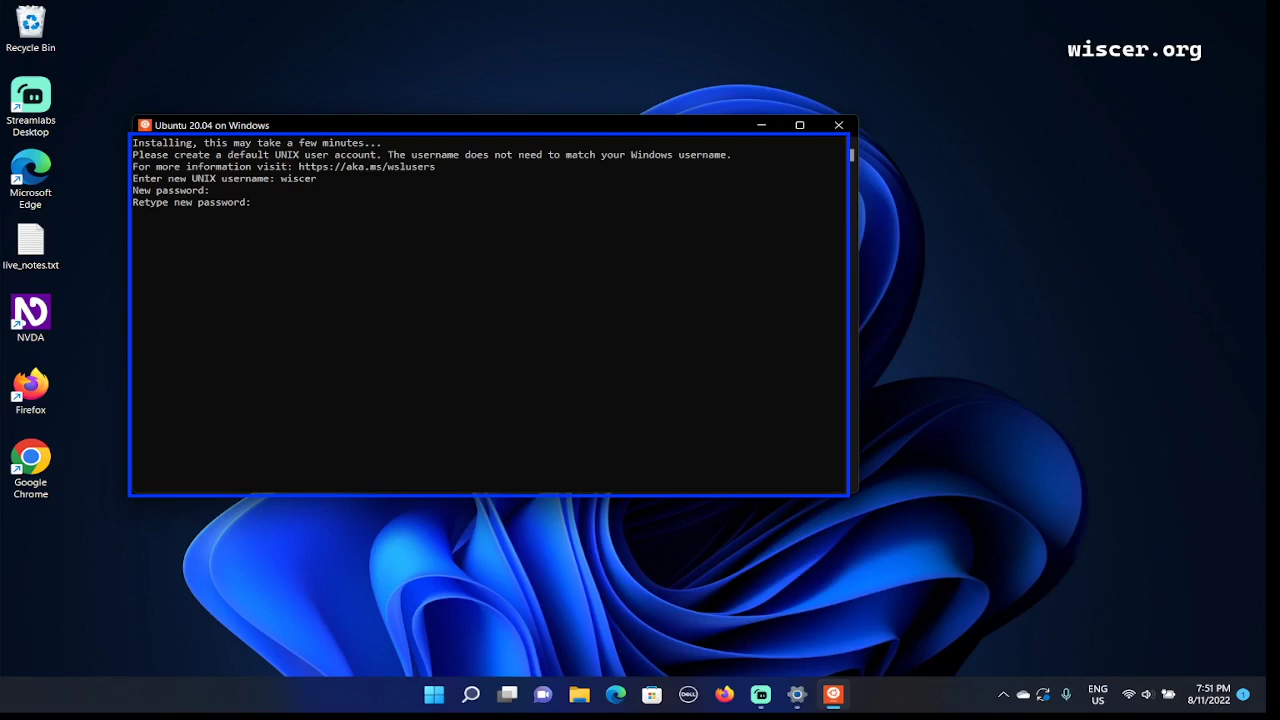 wiscer.org
Recycle Bin
Streamlabs
Desktop
Microsoft
Edge
live_notes.txt
NVDA
Firefox
Google
Chrome
Ubuntu 20.04 on Windows
Installing, this may take a few minutes...
Please create a default UNIX user account. The username does not need to match your Windows username.
For more information visit: https://aka.ms/wslusers
Enter new UNIX username: wiscer
New password:
Retype new password:
DELL
ENG
US
7:51 PM
8/11/2022
1